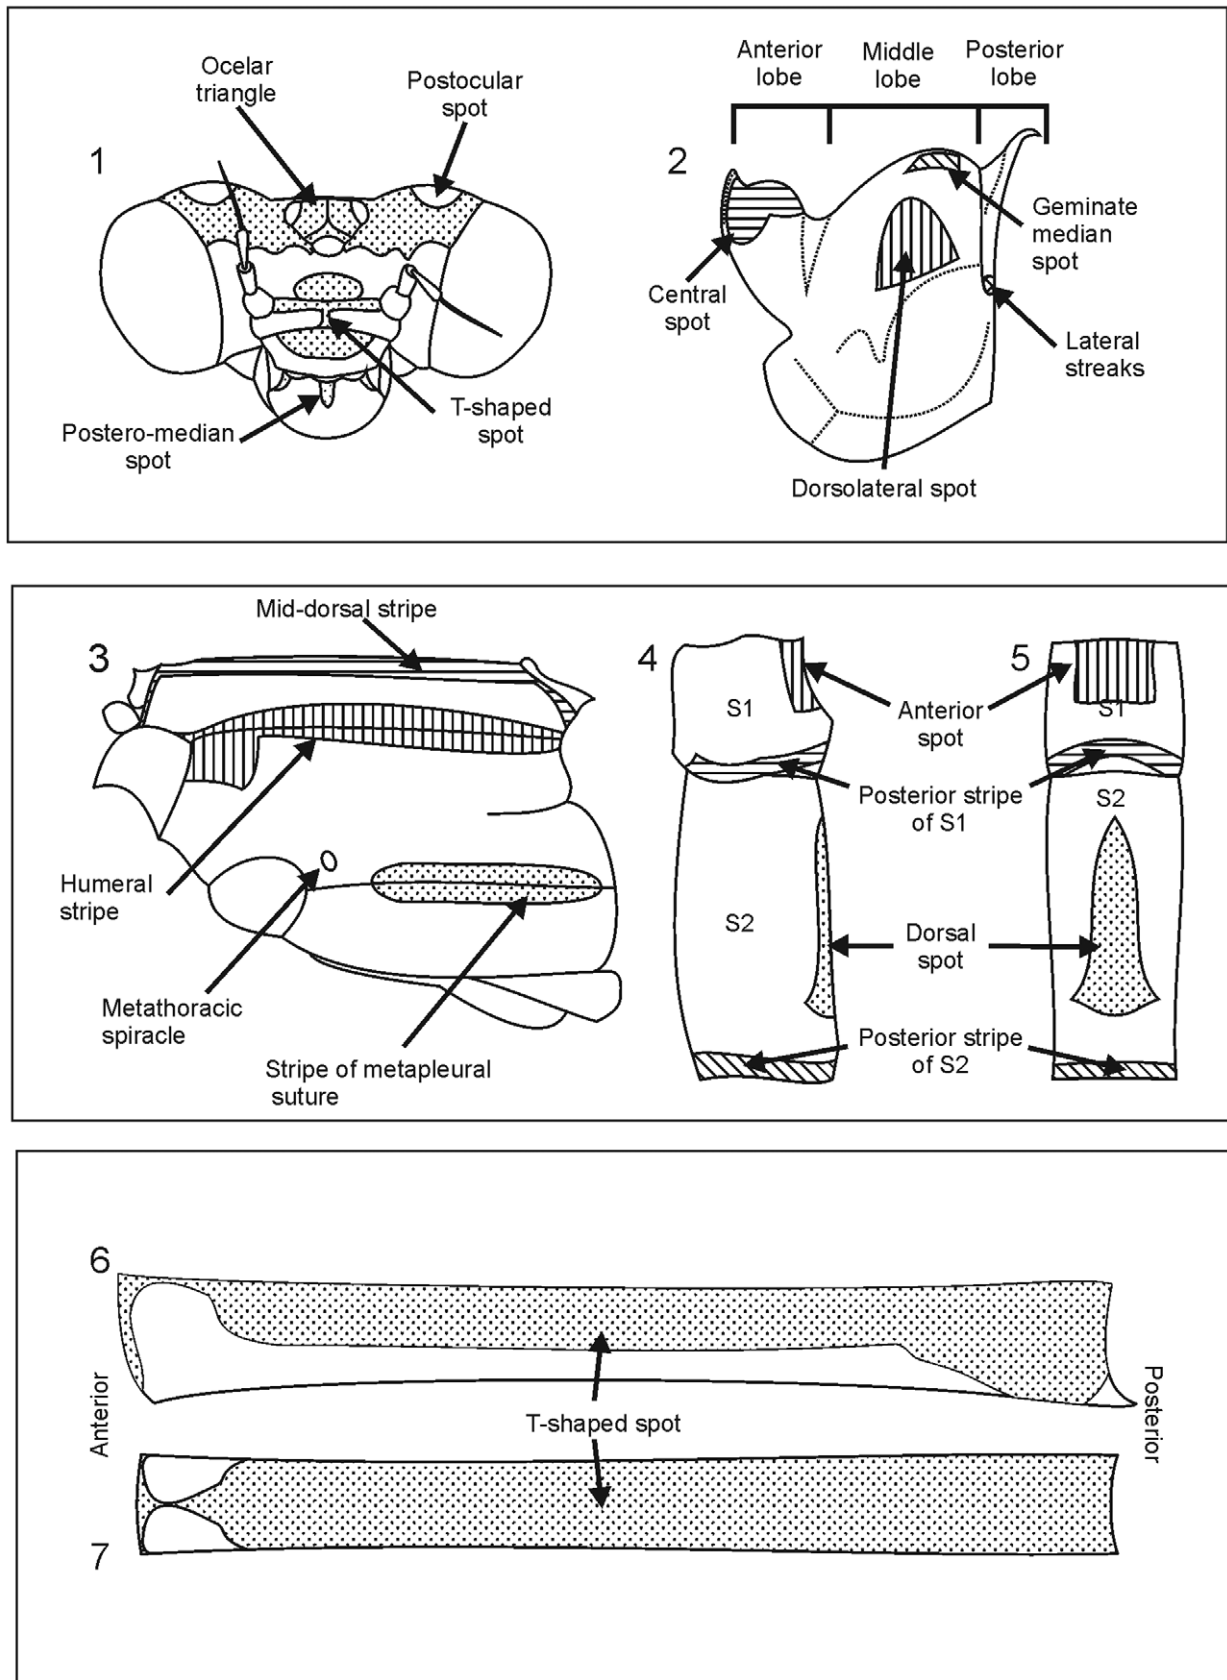 1
Ocelar
triangle
Postocular
spot
Postero-median
spot
T-shaped
spot
2
Anterior
lobe
Middle
lobe
Posterior
lobe
Central
spot
Geminate
median
spot
Lateral
streaks
Dorsolateral spot
3
Mid-dorsal stripe
Humeral
stripe
Metathoracic
spiracle
Stripe of metapleural
suture
4
S1
S2
5
S1
S2
Anterior
spot
Posterior stripe
of S1
Dorsal
spot
Posterior stripe
of S2
6
Anterior
T-shaped spot
Posterior
7